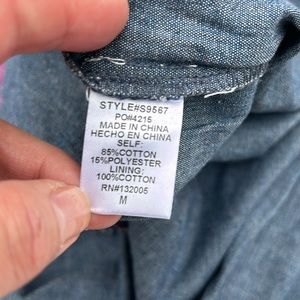 STYLE#S9567
PO#4215
MADE IN CHINA
HECHO EN CHINA
SELF:
85%COTTON
15%POLYESTER
LINING:
100%COTTON
RN#132005
M